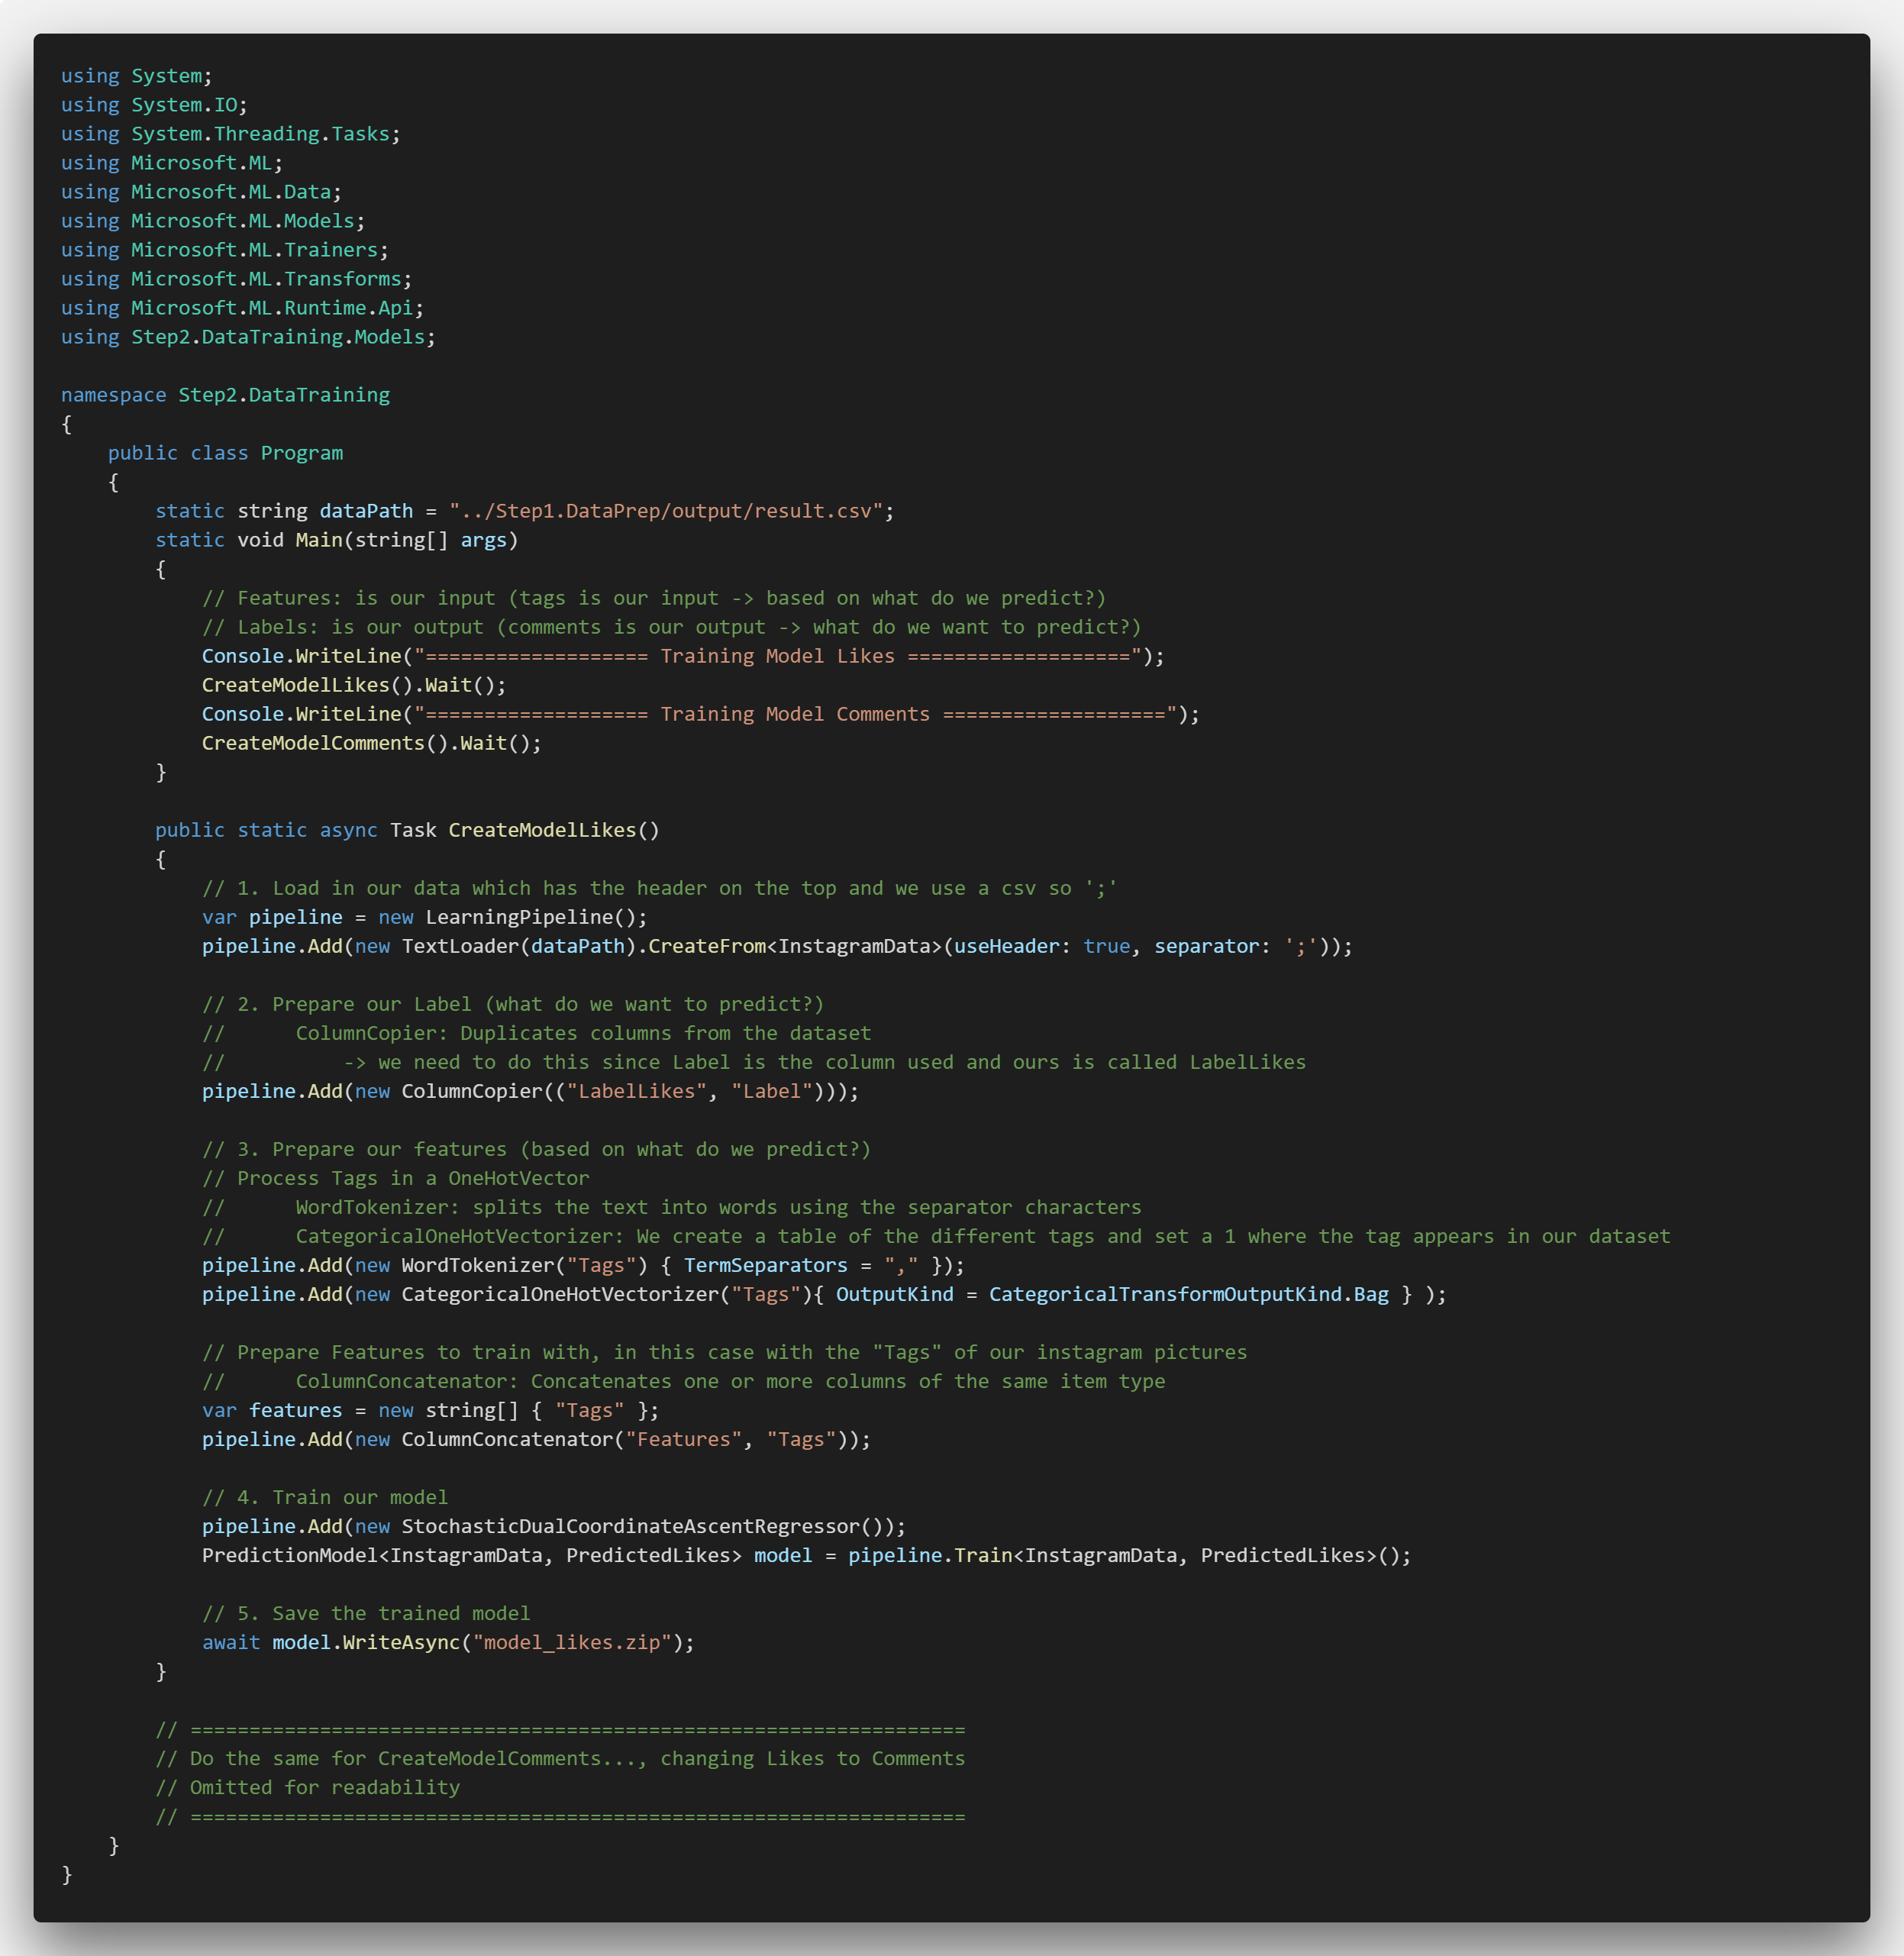 using System;
using System.IO;
using System.Threading.Tasks;
using Microsoft.ML;
using Microsoft.ML.Data;
using Microsoft.ML.Models;
using Microsoft.ML.Trainers;
using Microsoft.ML.Transforms;
using Microsoft.ML.Runtime.Api;
using Step2.DataTraining.Models;

namespace Step2.DataTraining
{
    public class Program
    {
        static string dataPath = "../Step1.DataPrep/output/result.csv";
        static void Main(string[] args)
        {
            // Features: is our input (tags is our input -> based on what do we predict?)
            // Labels: is our output (comments is our output -> what do we want to predict?)
            Console.WriteLine("=================== Training Model Likes ===================");
            CreateModelLikes().Wait();
            Console.WriteLine("=================== Training Model Comments ===================");
            CreateModelComments().Wait();
        }

        public static async Task CreateModelLikes()
        {
            // 1. Load in our data which has the header on the top and we use a csv so ';'
            var pipeline = new LearningPipeline();
            pipeline.Add(new TextLoader(dataPath).CreateFrom<InstagramData>(useHeader: true, separator: ';'));

            // 2. Prepare our Label (what do we want to predict?)
            //      ColumnCopier: Duplicates columns from the dataset
            //          -> we need to do this since Label is the column used and ours is called LabelLikes
            pipeline.Add(new ColumnCopier(("LabelLikes", "Label")));

            // 3. Prepare our features (based on what do we predict?)
            // Process Tags in a OneHotVector
            //      WordTokenizer: splits the text into words using the separator characters
            //      CategoricalOneHotVectorizer: We create a table of the different tags and set a 1 where the tag appears in our dataset
            pipeline.Add(new WordTokenizer("Tags") { TermSeparators = "," });
            pipeline.Add(new CategoricalOneHotVectorizer("Tags"){ OutputKind = CategoricalTransformOutputKind.Bag } );

            // Prepare Features to train with, in this case with the "Tags" of our instagram pictures
            //      ColumnConcatenator: Concatenates one or more columns of the same item type
            var features = new string[] { "Tags" };
            pipeline.Add(new ColumnConcatenator("Features", "Tags"));

            // 4. Train our model
            pipeline.Add(new StochasticDualCoordinateAscentRegressor());
            PredictionModel<InstagramData, PredictedLikes> model = pipeline.Train<InstagramData, PredictedLikes>();

            // 5. Save the trained model
            await model.WriteAsync("model_likes.zip");
        }

        // ==================================================================
        // Do the same for CreateModelComments..., changing Likes to Comments
        // Omitted for readability
        // ==================================================================
    }
}